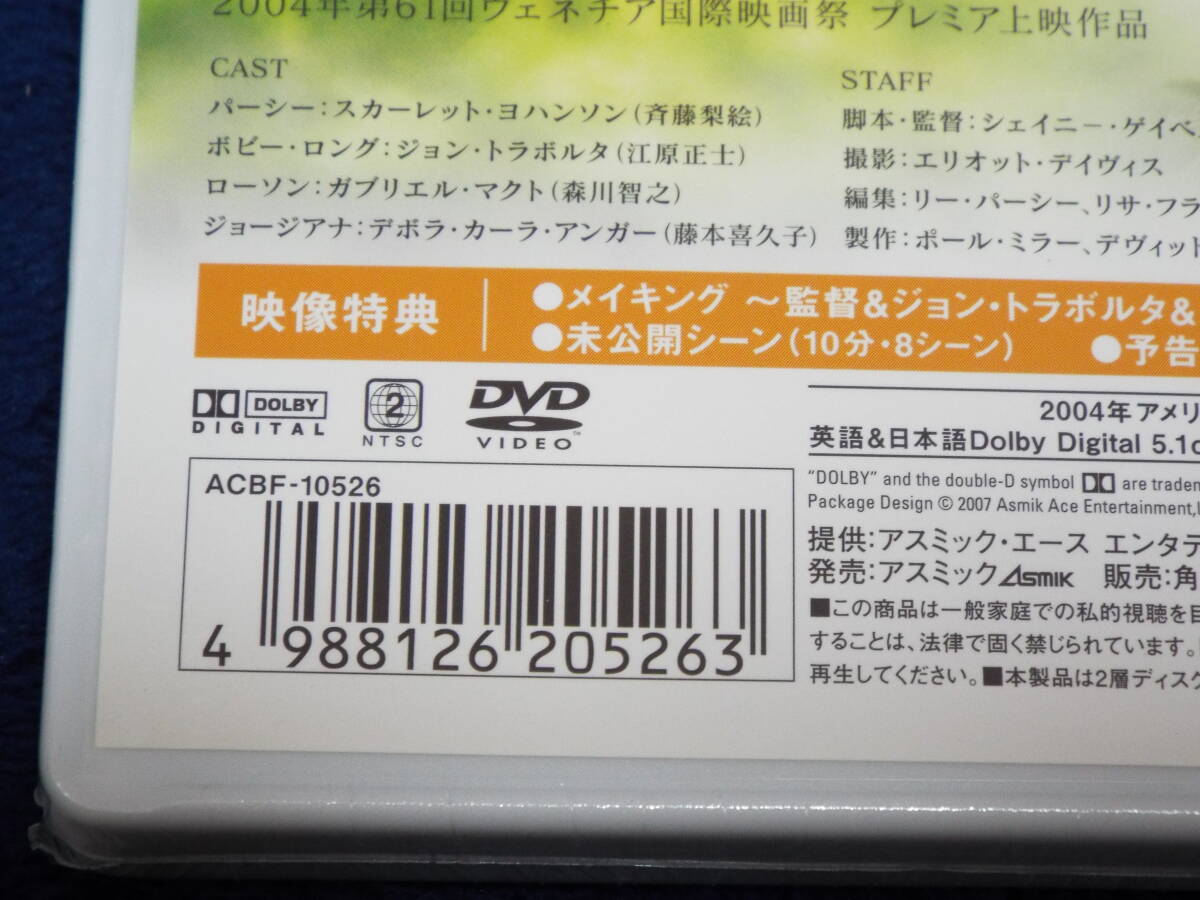 2004年第61回ヴェネチア国際映画祭 プレミア上映作品
CAST
パーシー：スカーレット・ヨハンソン（斉藤梨絵）
ボビー・ロング：ジョン・トラボルタ（江原正士）
ローソン：ガブリエル・マクト（森川智之）
ジョージアナ：デボラ・カーラ・アンガー（藤本喜久子）
STAFF
脚本・監督：シェイニー・ゲイベ
撮影：エリオット・デイヴィス
編集：リー・パーシー、リサ・フラ
製作：ポール・ミラー、デヴィット
映像特典
●メイキング ～監督&ジョン・トラボルタ&
●未公開シーン（10分・8シーン） ●予告
DOLBY
DIGITAL
2
NTSC
DVD
VIDEO™
2004年アメリ
英語&日本語Dolby Digital 5.1c
"DOLBY" and the double-D symbol are tradem
Package Design © 2007 Asmik Ace Entertainment,I
提供：アスミック・エース エンタテ
発売：アスミック ASMIK 販売：角
■この商品は一般家庭での私的視聴を目
することは、法律で固く禁じられています。
再生してください。■本製品は2層ディスク
ACBF-10526
4 988126 205263